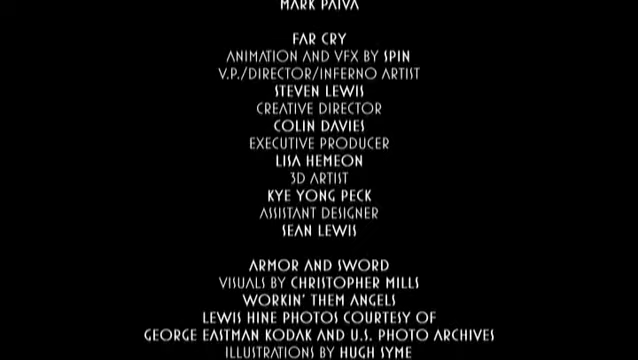 MARK PAIVA
FAR CRY
ANIMATION AND VFX BY SPIN
V.P./DIRECTOR/INFERNO ARTIST
STEVEN LEWIS
CREATIVE DIRECTOR
COLIN DAVIES
EXECUTIVE PRODUCER
LISA HEMEON
3D ARTIST
KYE YONG PECK
ASSISTANT DESIGNER
SEAN LEWIS
ARMOR AND SWORD
VISUALS BY CHRISTOPHER MILLS
WORKIN' THEM ANGELS
LEWIS HINE PHOTOS COURTESY OF
GEORGE EASTMAN KODAK AND U.S. PHOTO ARCHIVES
ILLUSTRATIONS BY HUGH SYME